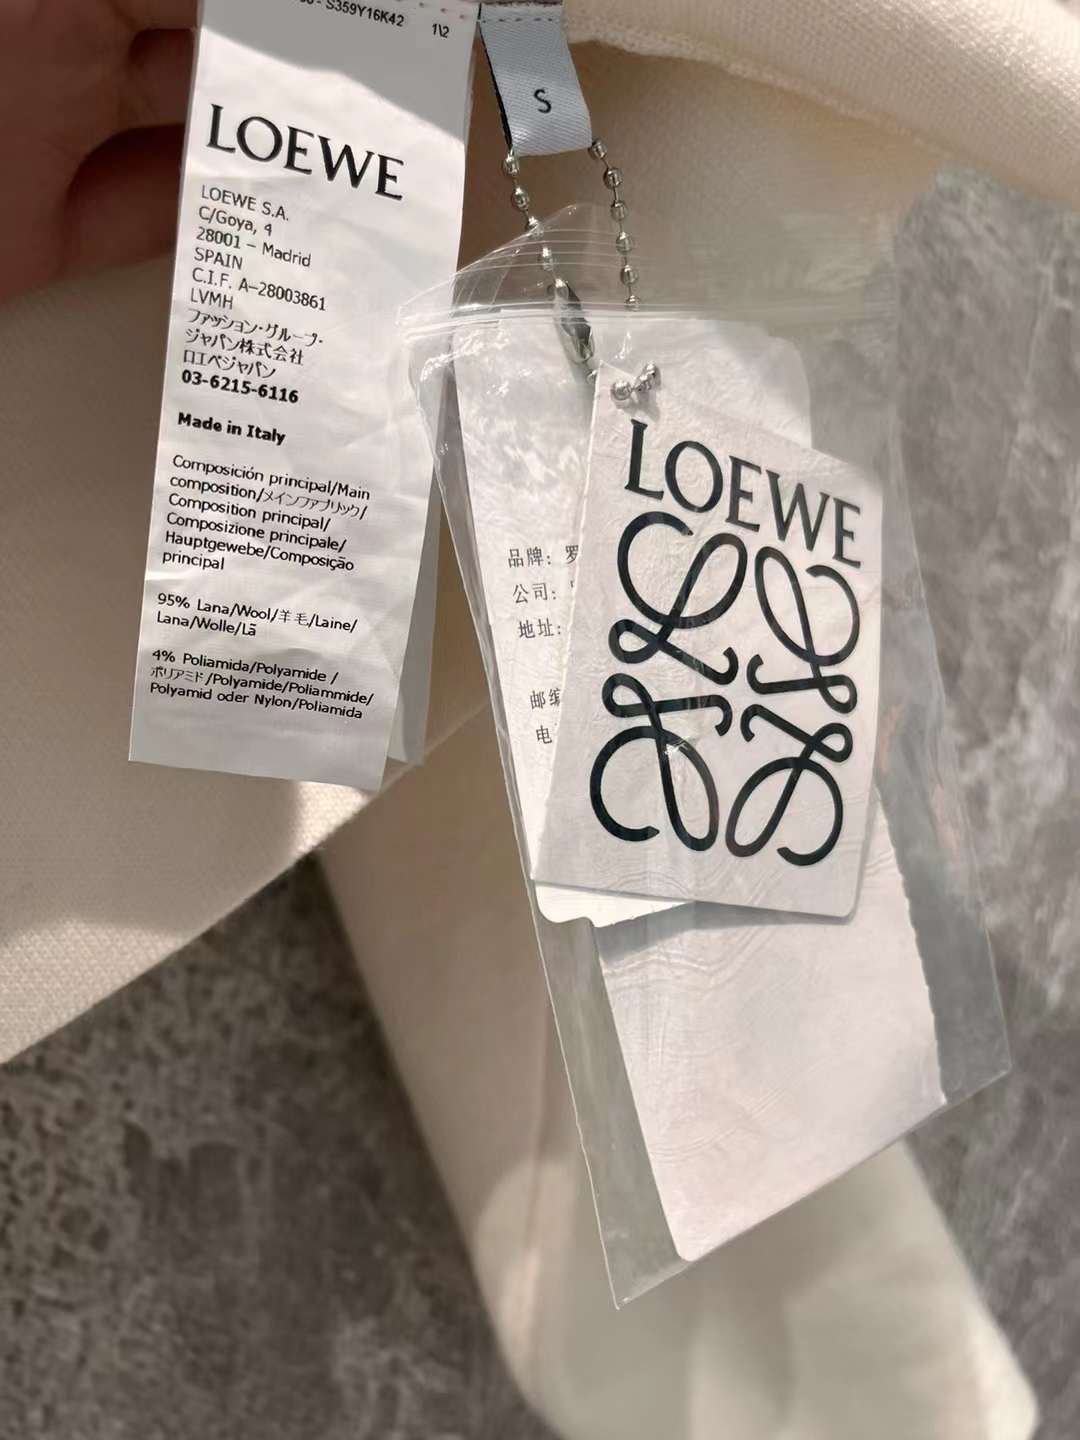 S359Y16K42
1\2
LOEWE
LOEWE S.A.
C/Goya, 4
28001 – Madrid
SPAIN
C.I.F. A–28003861
LVMH
ファッション・グループ・
ジャパン株式会社
ロエベジャパン
03-6215-6116
Made in Italy
Composición principal/Main
composition/メインファブリック/
Composition principal/
Composizione principale/
Hauptgewebe/Composição
principal
95% Lana/Wool/羊毛/Laine/
Lana/Wolle/Lã
4% Poliamida/Polyamide /
ポリアミド/Polyamide/Poliammide/
Polyamid oder Nylon/Poliamida
S
品牌: 罗
公司:
地址:
邮编
电
LOEWE